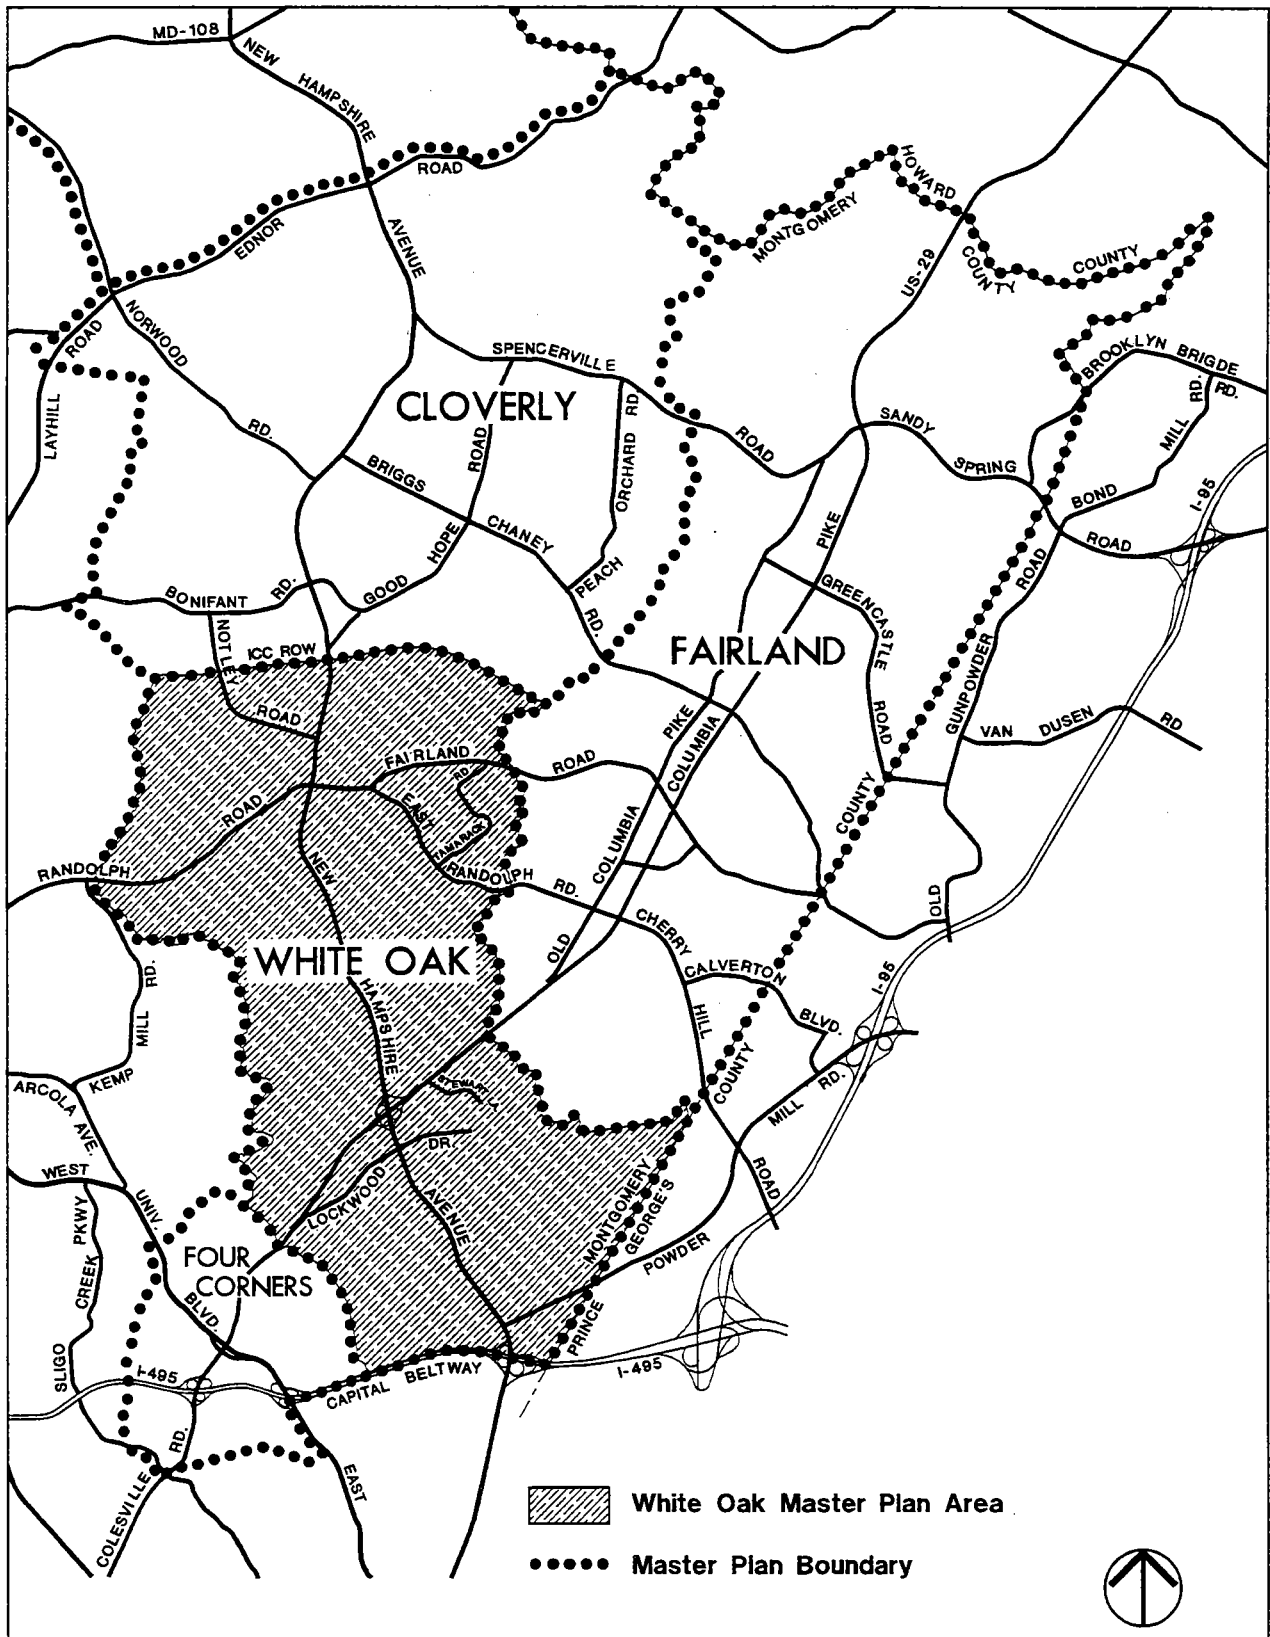 MD-108
NEW
HAMPSHIRE
ROAD
EDNOR
AVENUE
HOWARD
MONTGOMERY
COUNTY
COUNTY
US-29
NORWOOD
ROAD
RD.
LAYHILL
SPENCERVILLE
CLOVERLY
ROAD
RD.
ORCHARD
ROAD
SANDY
SPRING
BROOKLYN BRIGDE
RD.
RD.
MILL
BOND
I-95
ROAD
BRIGGS
CHANEY
HOPE
GOOD
PEACH
RD.
PIKE
ROAD
BONIFANT
RD.
NOTLEY
ICC ROW
ROAD
GREENCASTLE
ROAD
FAIRLAND
GUNPOWDER
VAN DUSEN
RD
PIKE
COLUMBIA
FAIRLAND
ROAD
RD
EAST
TAMARACK
ROAD
RANDOLPH
RANDOLPH
RD.
COLUMBIA
COUNTY
NEW
OLD
OLD
CHERRY
WHITE OAK
CALVERTON
I-95
RD.
MILL
HAMPSHIRE
HILL
BLVD.
KEMP
ARCOLA
AVE.
STEWART LA.
COUNTY
RD.
MILL
DR.
WEST
PKWY
UNIV.
LOCKWOOD
AVENUE
MONTGOMERY
GEORGE'S
ROAD
FOUR
CORNERS
CREEK
POWDER
BLVD.
PRINCE
SLIGO
I-495
CAPITAL BELTWAY
I-495
RD.
COLESVILLE
EAST
White Oak Master Plan Area
Master Plan Boundary